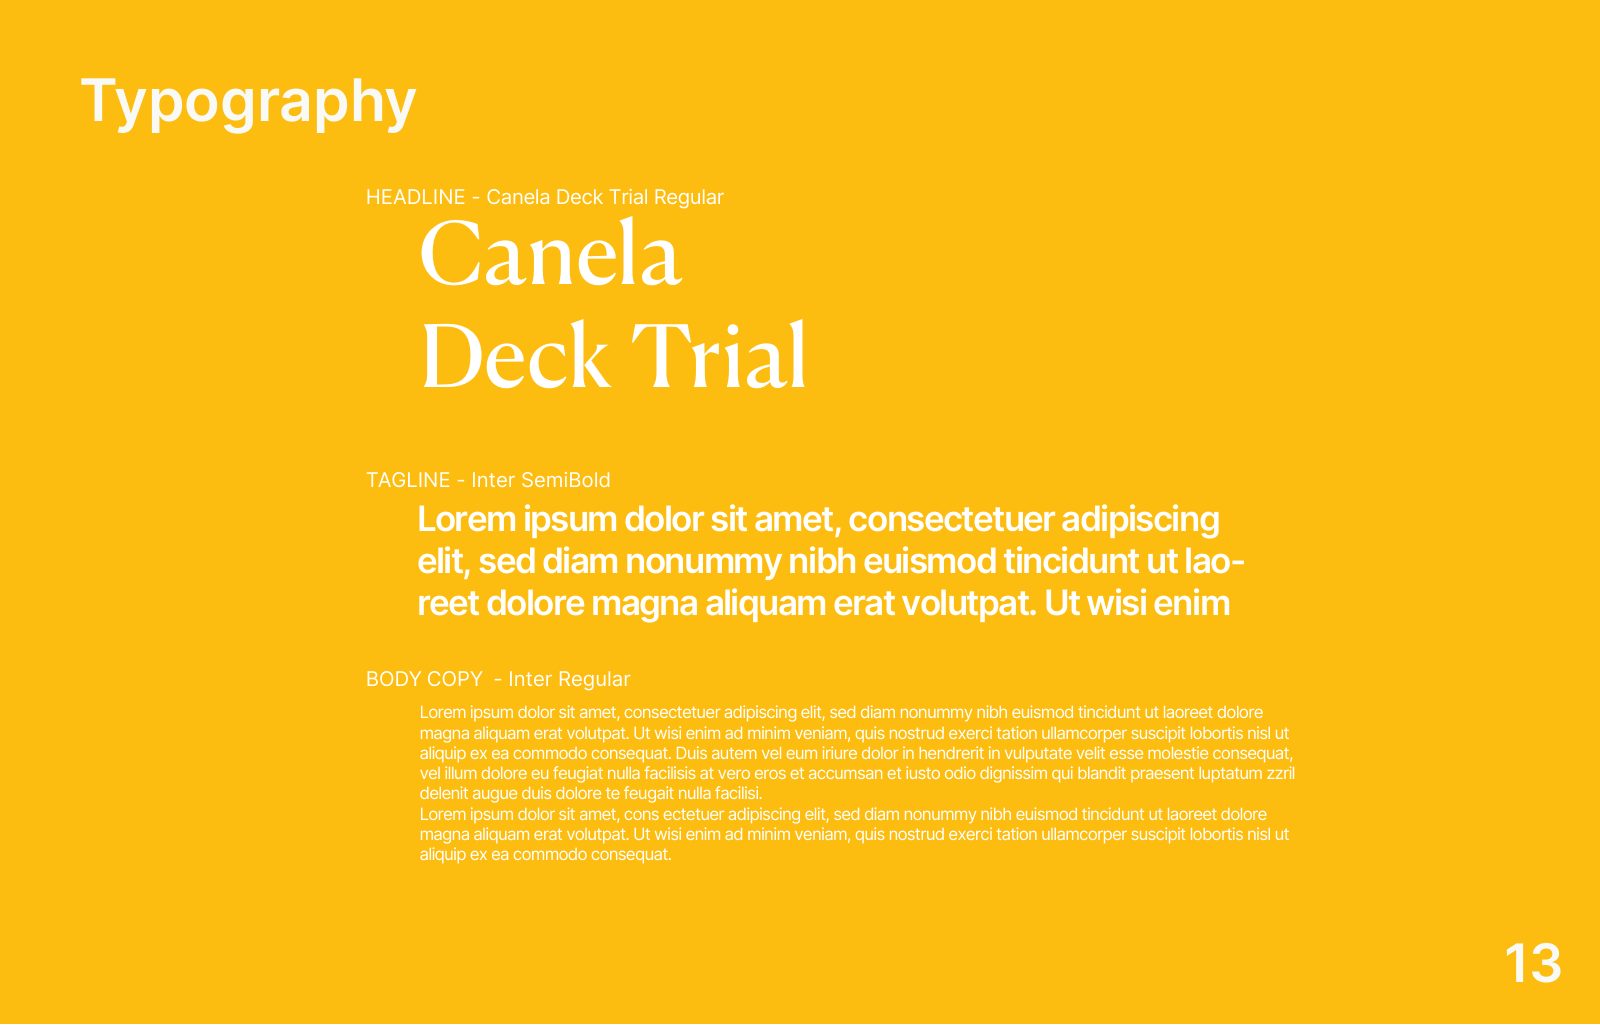 Typography
HEADLINE - Canela Deck Trial Regular
Canela
Deck Trial
TAGLINE - Inter SemiBold
Lorem ipsum dolor sit amet, consectetuer adipiscing
elit, sed diam nonummy nibh euismod tincidunt ut lao-
reet dolore magna aliquam erat volutpat. Ut wisi enim
BODY COPY  - Inter Regular
Lorem ipsum dolor sit amet, consectetuer adipiscing elit, sed diam nonummy nibh euismod tincidunt ut laoreet dolore
magna aliquam erat volutpat. Ut wisi enim ad minim veniam, quis nostrud exerci tation ullamcorper suscipit lobortis nisl ut
aliquip ex ea commodo consequat. Duis autem vel eum iriure dolor in hendrerit in vulputate velit esse molestie consequat,
vel illum dolore eu feugiat nulla facilisis at vero eros et accumsan et iusto odio dignissim qui blandit praesent luptatum zzril
delenit augue duis dolore te feugait nulla facilisi.
Lorem ipsum dolor sit amet, cons ectetuer adipiscing elit, sed diam nonummy nibh euismod tincidunt ut laoreet dolore
magna aliquam erat volutpat. Ut wisi enim ad minim veniam, quis nostrud exerci tation ullamcorper suscipit lobortis nisl ut
aliquip ex ea commodo consequat.
13